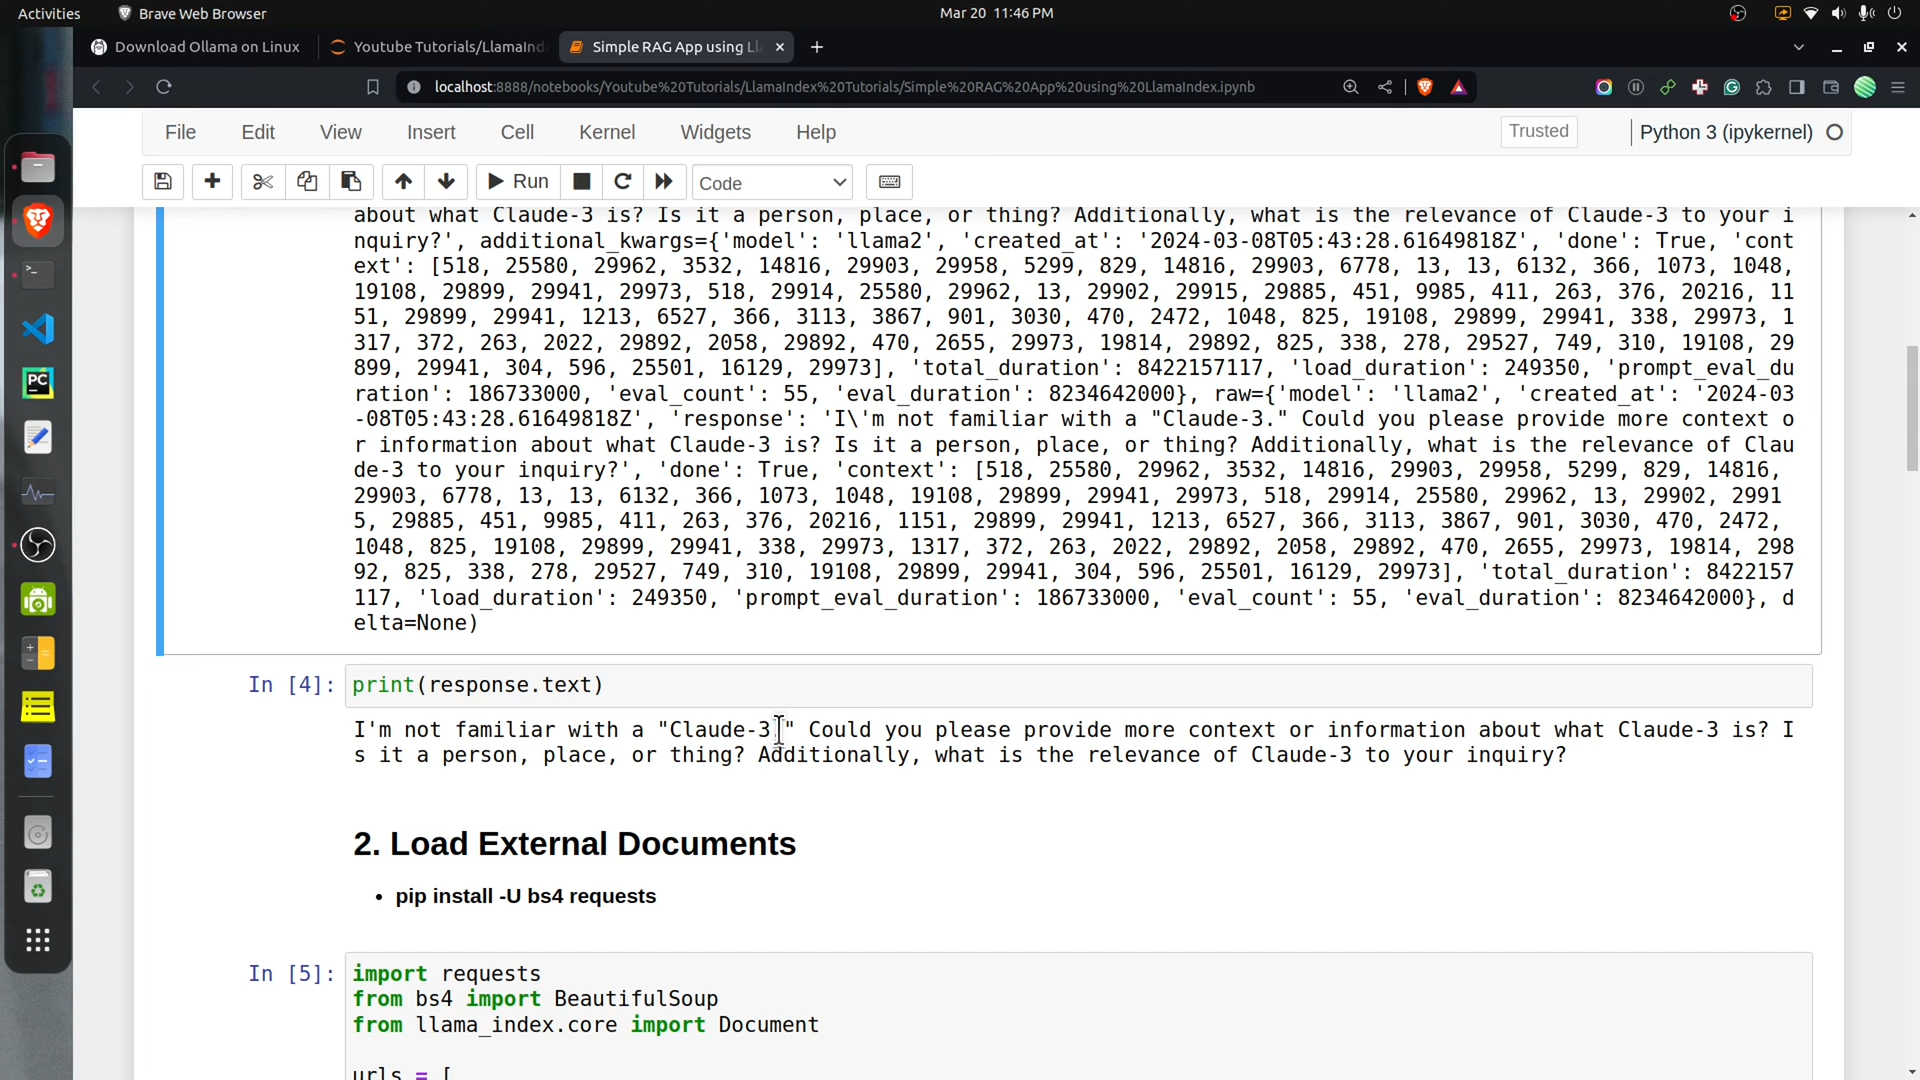 Activities Brave Web Browser Mar 20 11:46 PM
Download Ollama on Linux Youtube Tutorials/LlamaInd Simple RAG App using Ll
localhost:8888/notebooks/Youtube%20Tutorials/LlamaIndex%20Tutorials/Simple%20RAG%20App%20using%20LlamaIndex.ipynb
File Edit View Insert Cell Kernel Widgets Help Trusted Python 3 (ipykernel)
Run Code
about what Claude-3 is? Is it a person, place, or thing? Additionally, what is the relevance of Claude-3 to your i
nquiry?', additional_kwargs={'model': 'llama2', 'created_at': '2024-03-08T05:43:28.61649818Z', 'done': True, 'cont
ext': [518, 25580, 29962, 3532, 14816, 29903, 29958, 5299, 829, 14816, 29903, 6778, 13, 13, 6132, 366, 1073, 1048,
19108, 29899, 29941, 29973, 518, 29914, 25580, 29962, 13, 29902, 29915, 29885, 451, 9985, 411, 263, 376, 20216, 11
51, 29899, 29941, 1213, 6527, 366, 3113, 3867, 901, 3030, 470, 2472, 1048, 825, 19108, 29899, 29941, 338, 29973, 1
317, 372, 263, 2022, 29892, 2058, 29892, 470, 2655, 29973, 19814, 29892, 825, 338, 278, 29527, 749, 310, 19108, 29
899, 29941, 304, 596, 25501, 16129, 29973], 'total_duration': 8422157117, 'load_duration': 249350, 'prompt_eval_du
ration': 186733000, 'eval_count': 55, 'eval_duration': 8234642000}, raw={'model': 'llama2', 'created_at': '2024-03
-08T05:43:28.61649818Z', 'response': 'I\'m not familiar with a "Claude-3." Could you please provide more context o
r information about what Claude-3 is? Is it a person, place, or thing? Additionally, what is the relevance of Clau
de-3 to your inquiry?', 'done': True, 'context': [518, 25580, 29962, 3532, 14816, 29903, 29958, 5299, 829, 14816,
29903, 6778, 13, 13, 6132, 366, 1073, 1048, 19108, 29899, 29941, 29973, 518, 29914, 25580, 29962, 13, 29902, 2991
5, 29885, 451, 9985, 411, 263, 376, 20216, 1151, 29899, 29941, 1213, 6527, 366, 3113, 3867, 901, 3030, 470, 2472,
1048, 825, 19108, 29899, 29941, 338, 29973, 1317, 372, 263, 2022, 29892, 2058, 29892, 470, 2655, 29973, 19814, 298
92, 825, 338, 278, 29527, 749, 310, 19108, 29899, 29941, 304, 596, 25501, 16129, 29973], 'total_duration': 8422157
117, 'load_duration': 249350, 'prompt_eval_duration': 186733000, 'eval_count': 55, 'eval_duration': 8234642000}, d
elta=None)
In [4]: print(response.text)
I'm not familiar with a "Claude-3." Could you please provide more context or information about what Claude-3 is? I
s it a person, place, or thing? Additionally, what is the relevance of Claude-3 to your inquiry?
2. Load External Documents
• pip install -U bs4 requests
In [5]: import requests
from bs4 import BeautifulSoup
from llama_index.core import Document
urls = [